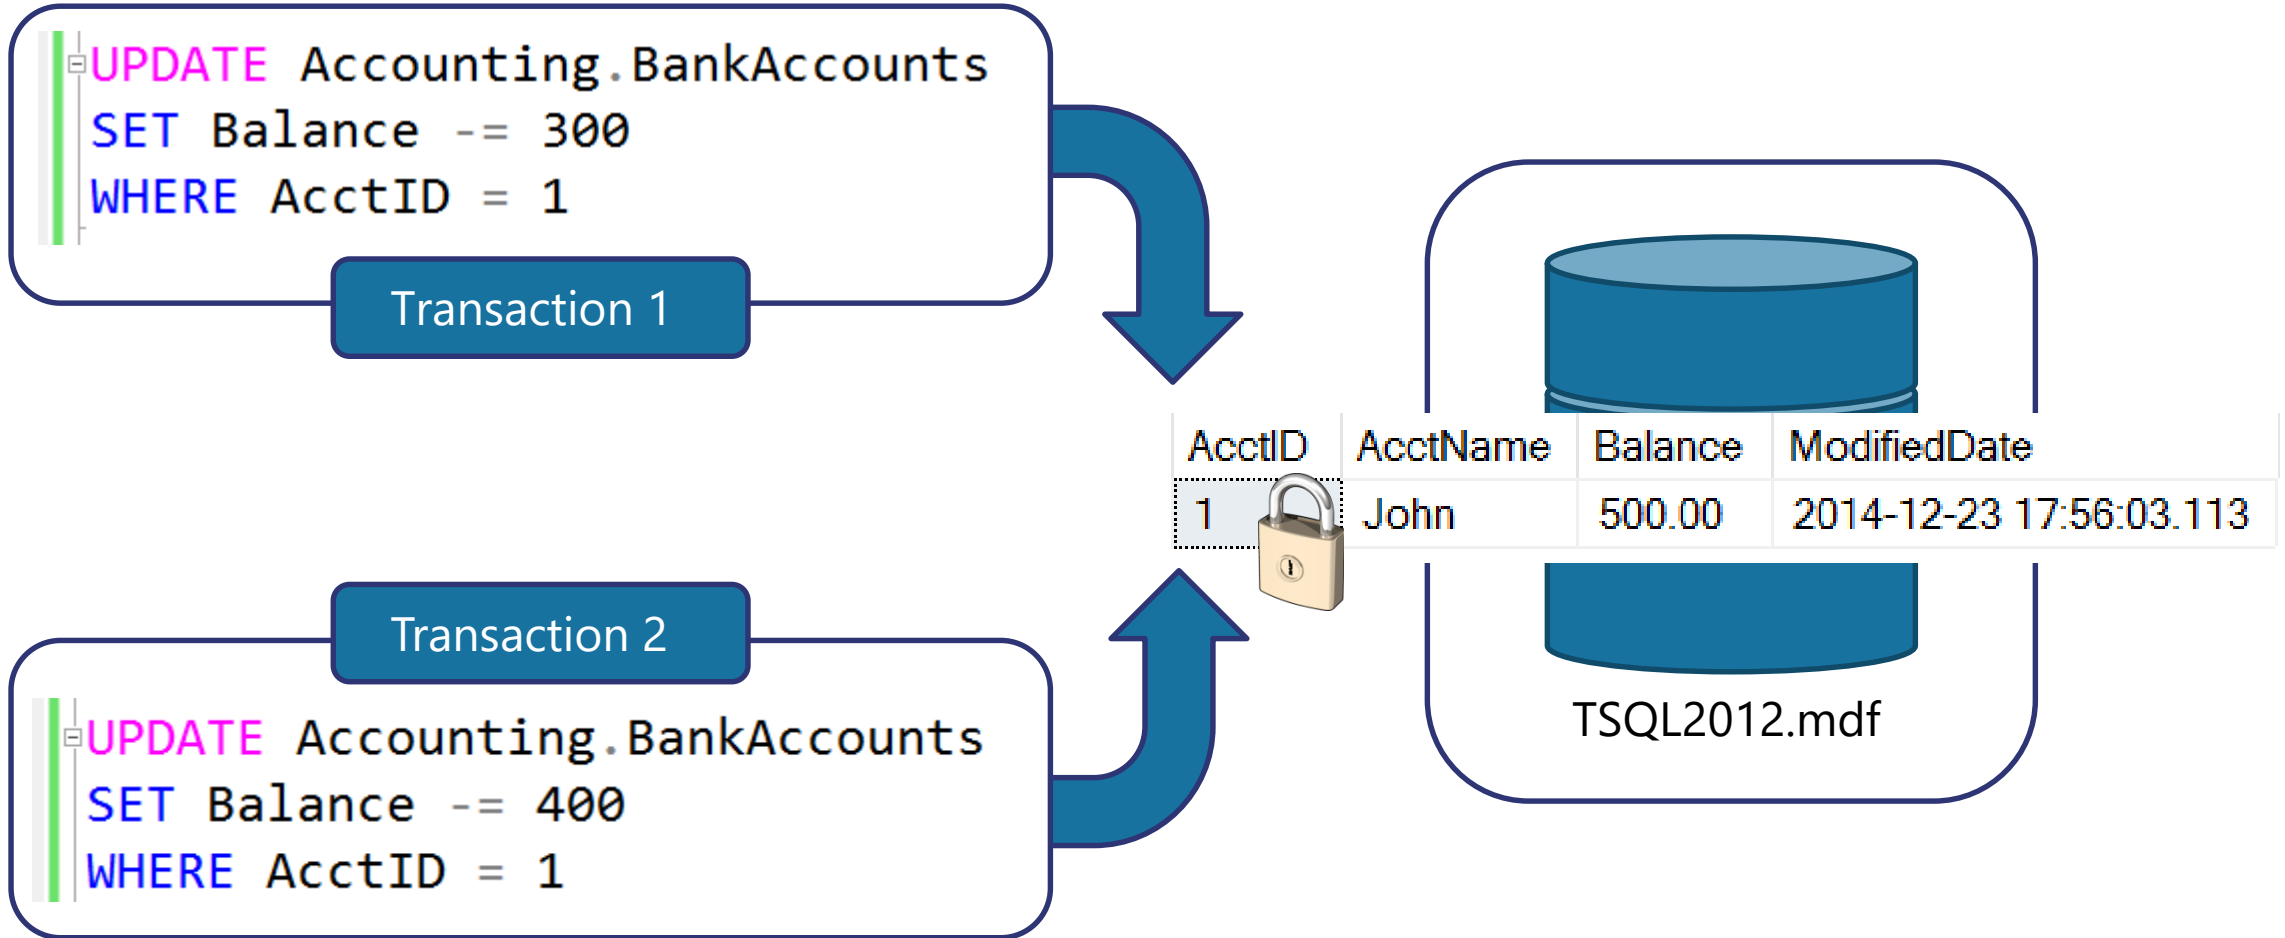 UPDATE Accounting.BankAccounts
SET Balance -= 300
WHERE AcctID = 1
Transaction 1
AcctID AcctName Balance ModifiedDate
1 John 500.00 2014-12-23 17:56:03.113
Transaction 2
UPDATE Accounting.BankAccounts
SET Balance -= 400
WHERE AcctID = 1
TSQL2012.mdf